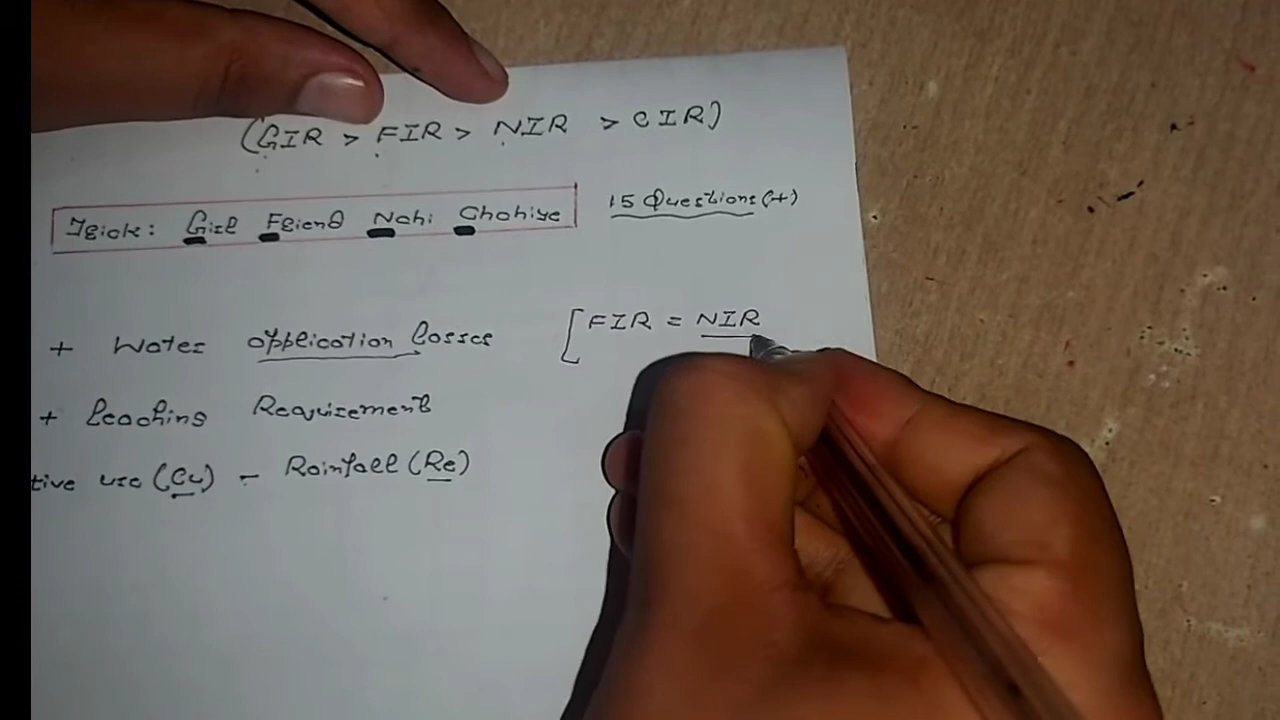 (GIR > FIR > NIR > CIR)
Trick: Girl Friend Nahi Chahiye
15 Questions(+)
+ Water application losses
[FIR = NIR
+ Leaching Requirement
tive use (Cu) - Rainfall (Re)